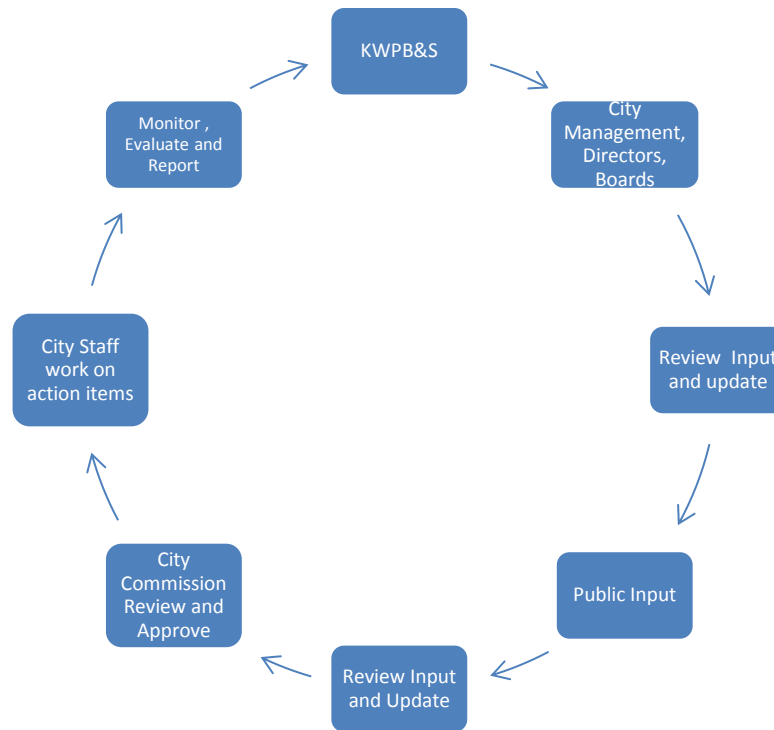 KWPB&S
City
Management,
Directors,
Boards
Review Input
and update
Public Input
Review Input
and Update
City
Commission
Review and
Approve
City Staff
work on
action items
Monitor ,
Evaluate and
Report